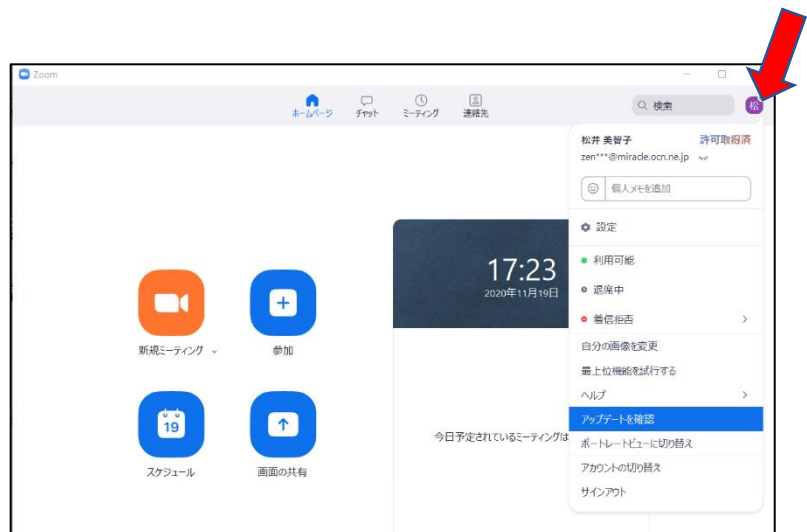 Zoom
ホームページ
チャット
ミーティング
連絡先
検索
松
松井 美智子
許可取得済
zen***@miracle.ocn.ne.jp
個人メモを追加
設定
利用可能
退席中
着信拒否
自分の画像を変更
最上位機能を試行する
ヘルプ
アップデートを確認
ポートレートビューに切り替え
アカウントの切り替え
サインアウト
17:23
2020年11月19日
新規ミーティング
参加
19
スケジュール
画面の共有
今日予定されているミーティングは